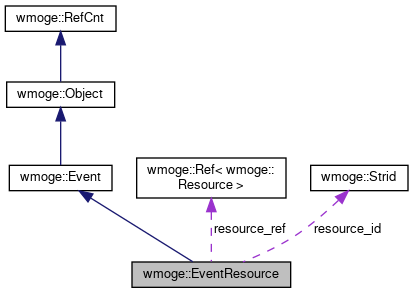 wmoge::RefCnt
wmoge::Object
wmoge::Event
wmoge::Ref< wmoge::
Resource >
wmoge::Strid
resource_ref
resource_id
wmoge::EventResource